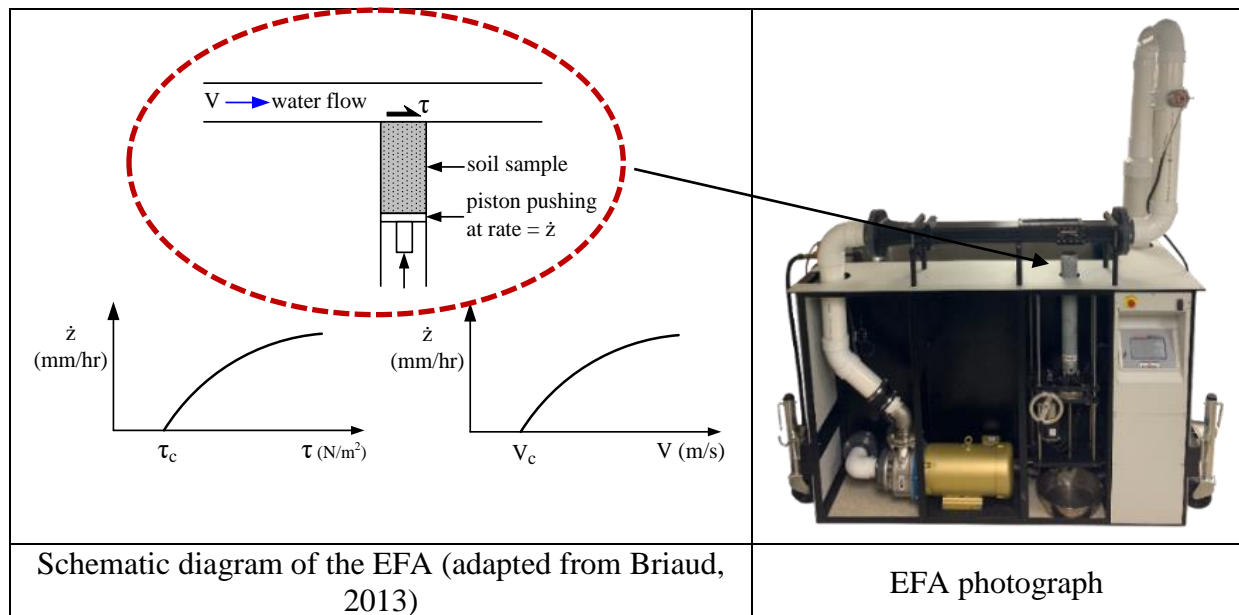 V water flow τ
soil sample
piston pushing
at rate = ż
ż
(mm/hr)
τc
τ (N/m²)
ż
(mm/hr)
Vc
V (m/s)
Schematic diagram of the EFA (adapted from Briaud,
2013)
EFA photograph